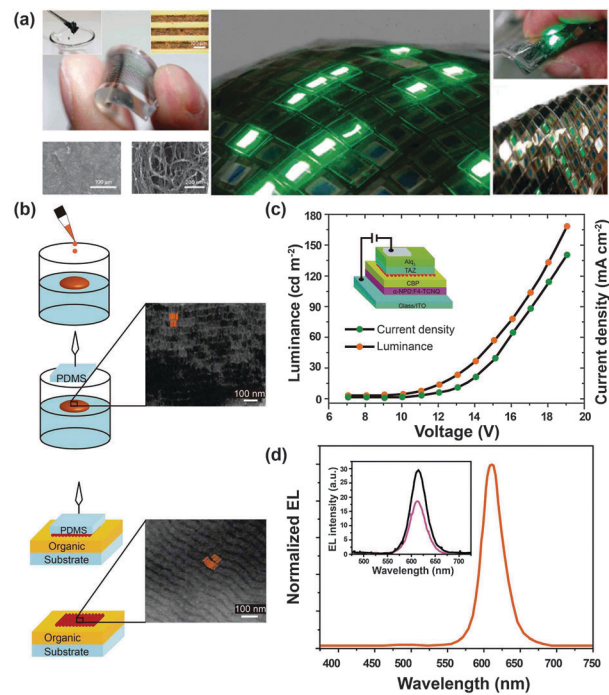 (a)
100 μm
200 nm
(b)
PDMS
100 nm
PDMS
Organic
Substrate
100 nm
Organic
Substrate
(c)
Luminance (cd m-2)
180
150
120
90
60
30
0
Alq3
TAZ
CBP
α-NPD:F4-TCNQ
Glass/ITO
Current density
Luminance
6 8 10 12 14 16 18 20
Voltage (V)
Current density (mA cm-2)
(d)
Normalized EL
EL intensity (a.u.)
30
25
20
15
10
5
0
500 550 600 650 700
Wavelength (nm)
400 450 500 550 600 650 700 750
Wavelength (nm)